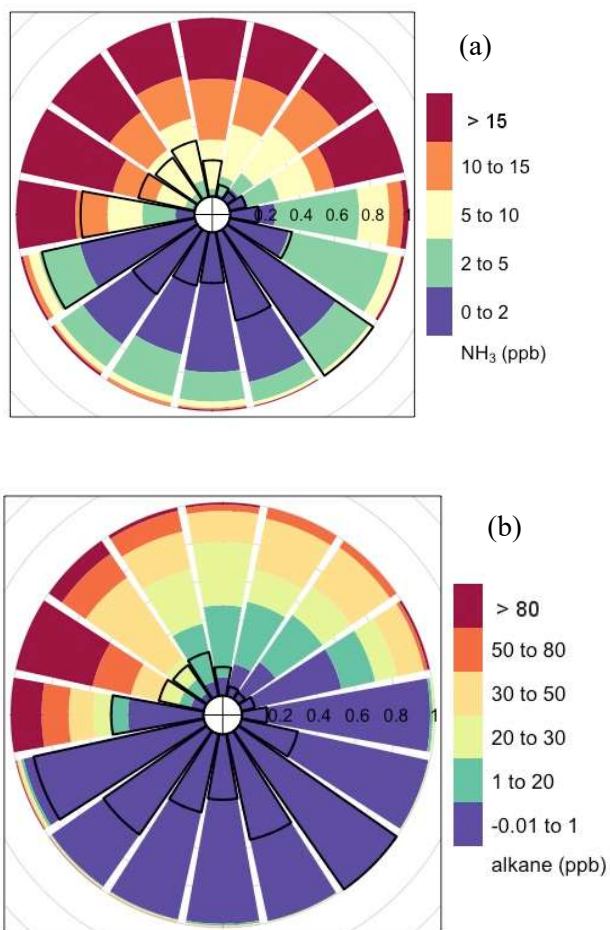 (a)
> 15
10 to 15
5 to 10
2 to 5
0 to 2
NH₃ (ppb)
0.2 0.4 0.6 0.8 1
(b)
> 80
50 to 80
30 to 50
20 to 30
1 to 20
-0.01 to 1
alkane (ppb)
0.2 0.4 0.6 0.8 1